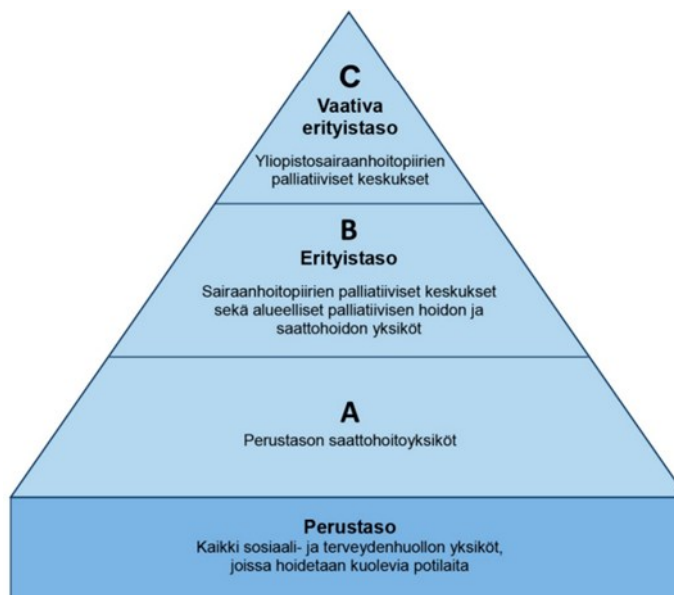 C
Vaativa
erityistaso
Yliopistosairaanhoitopiirien
palliatiiviset keskukset
B
Erityistaso
Sairaanhoitopiirien palliatiiviset keskukset
sekä alueelliset palliatiivisen hoidon ja
saattohoidon yksiköt
A
Perustason saattohoitoyksiköt
Perustaso
Kaikki sosiaali- ja terveydenhuollon yksiköt,
joissa hoidetaan kuolevia potilaita